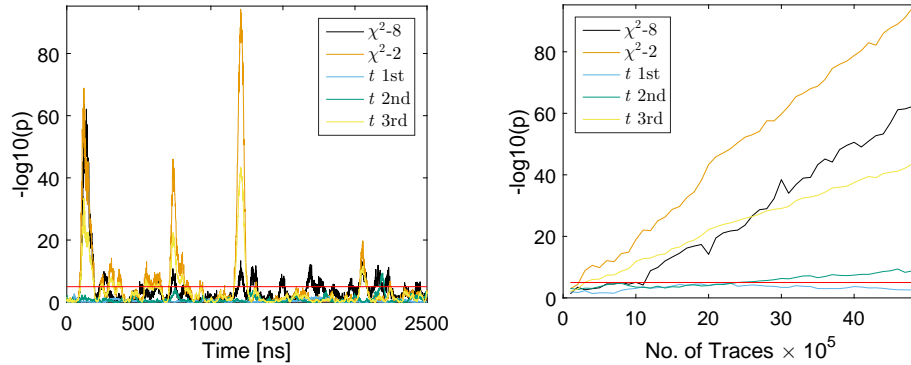 80
60
40
20
0
-log10(p)
0
500
1000
1500
2000
2500
Time [ns]
χ²-8
χ²-2
t 1st
t 2nd
t 3rd
80
60
40
20
0
-log10(p)
0
10
20
30
40
No. of Traces × 10⁵
χ²-8
χ²-2
t 1st
t 2nd
t 3rd